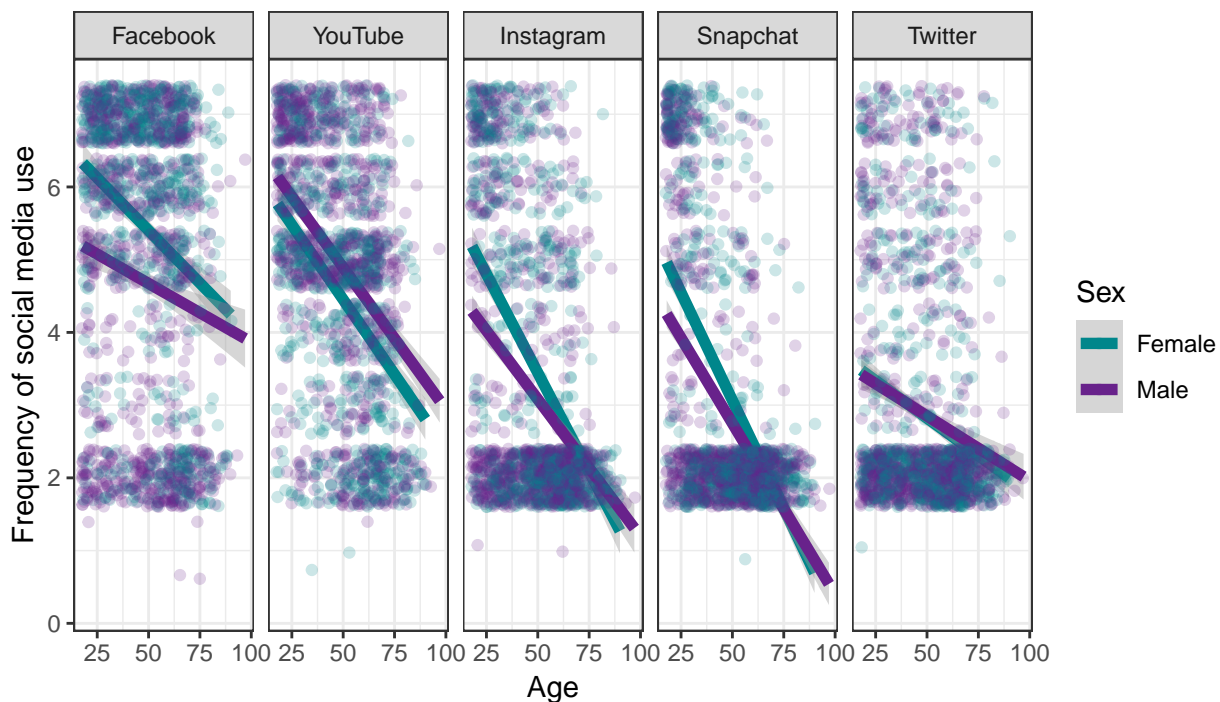 Facebook YouTube Instagram Snapchat Twitter
Frequency of social media use
6
4
2
0
Sex
Female
Male
25 50 75 100 25 50 75 100 25 50 75 100 25 50 75 100 25 50 75 100
Age